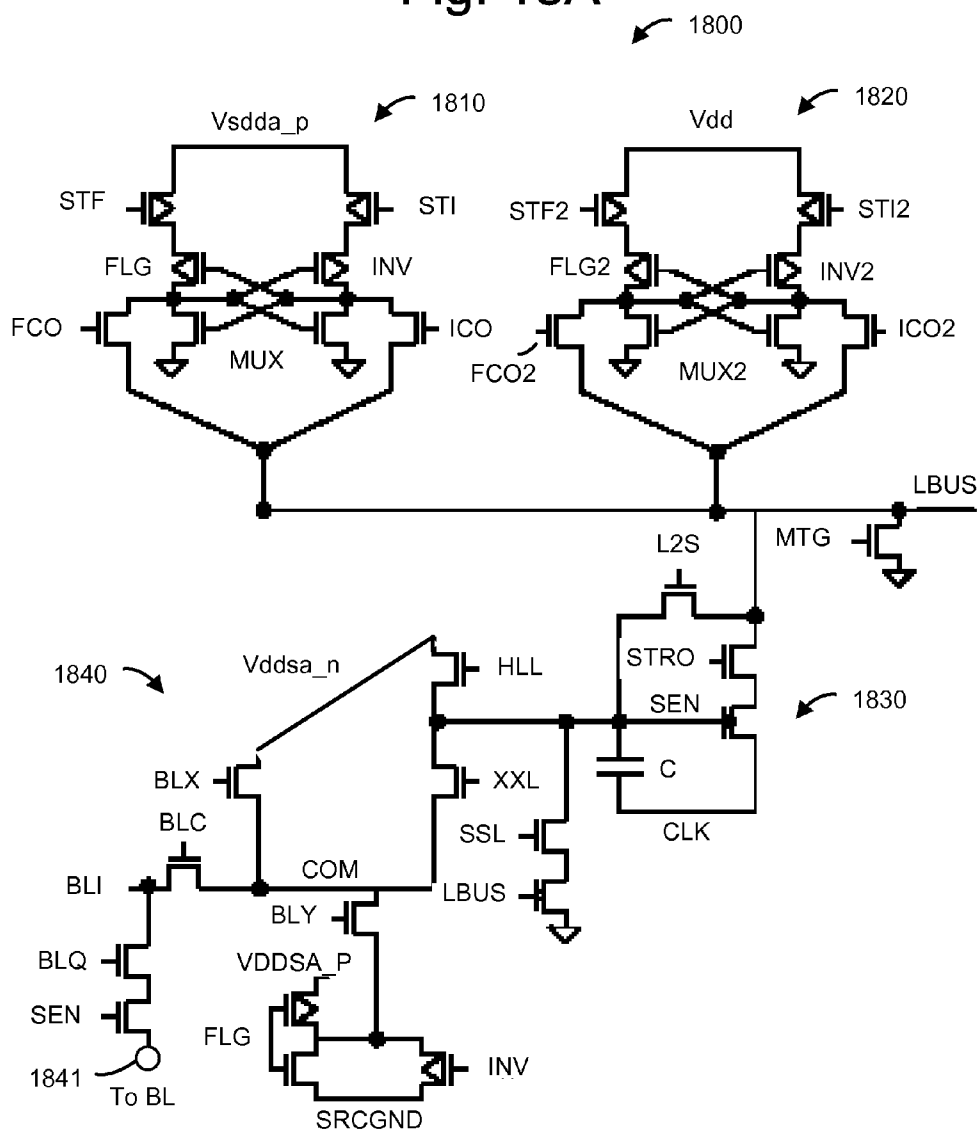 1800
1810
1820
Vsdda_p
Vdd
STF
STI
STF2
STI2
FLG
INV
FLG2
INV2
FCO
MUX
ICO
FCO2
MUX2
ICO2
LBUS
MTG
L2S
STRO
1840
Vddsa_n
HLL
SEN
1830
BLX
XXL
C
BLC
SSL
CLK
COM
BLI
BLY
LBUS
BLQ
VDDSA_P
SEN
FLG
INV
1841
To BL
SRCGND